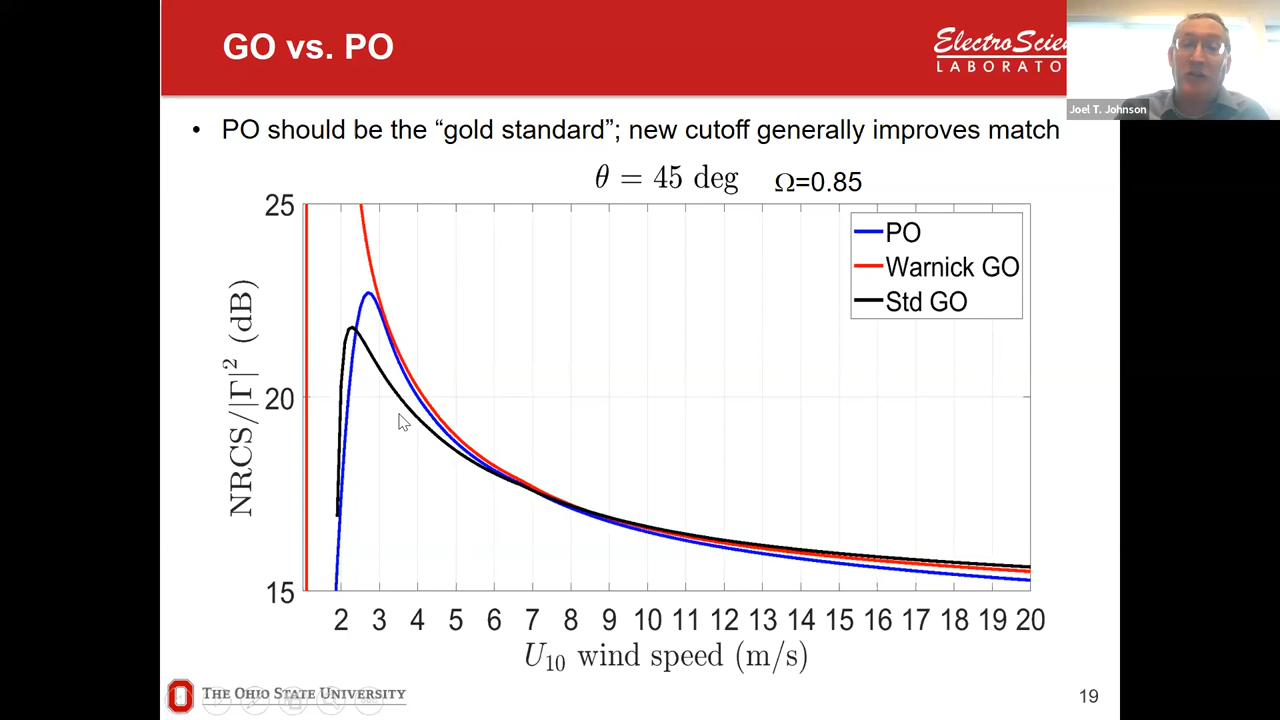 GO vs. PO
Joel T. Johnson
• PO should be the “gold standard”; new cutoff generally improves match
θ = 45 deg Ω=0.85
25
20
15
NRCS/|Γ|² (dB)
PO
Warnick GO
Std GO
2 3 4 5 6 7 8 9 10 11 12 13 14 15 16 17 18 19 20
U₁₀ wind speed (m/s)
THE OHIO STATE UNIVERSITY
19